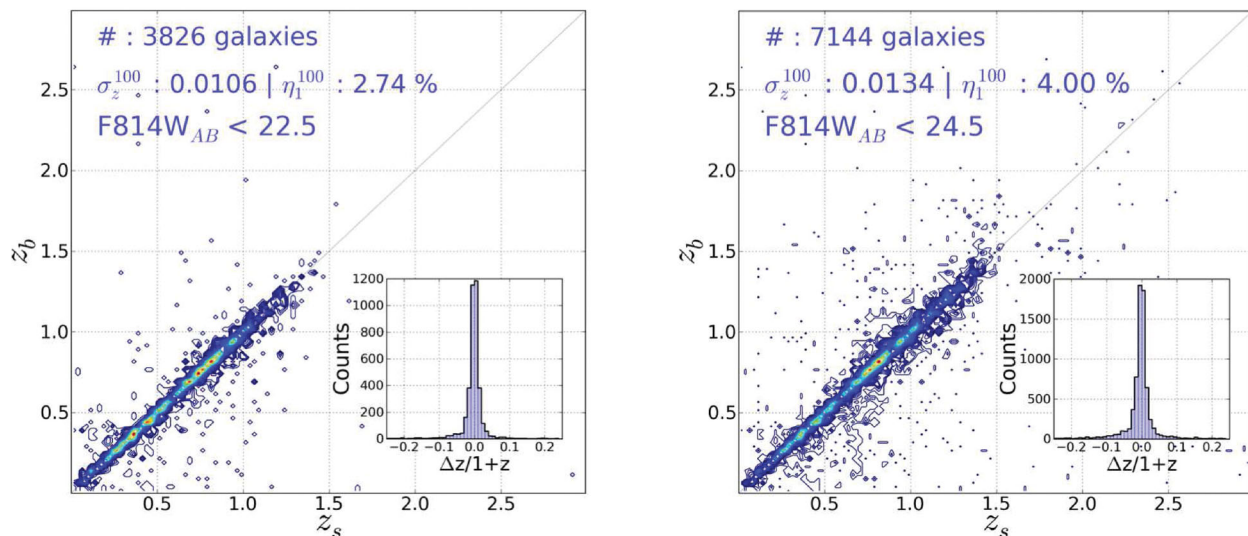 # : 3826 galaxies
σ_z^100 : 0.0106 | η_1^100 : 2.74 %
F814W_AB < 22.5
2.5
2.0
1.5
1.0
0.5
z_b
0.5 1.0 1.5 2.0 2.5
z_s
1200
1000
800
600
400
200
0
Counts
-0.2 -0.1 0.0 0.1 0.2
Δz/1+z
# : 7144 galaxies
σ_z^100 : 0.0134 | η_1^100 : 4.00 %
F814W_AB < 24.5
2.5
2.0
1.5
1.0
0.5
z_b
0.5 1.0 1.5 2.0 2.5
z_s
2000
1500
1000
500
0
Counts
-0.2 -0.1 0.0 0.1 0.2
Δz/1+z